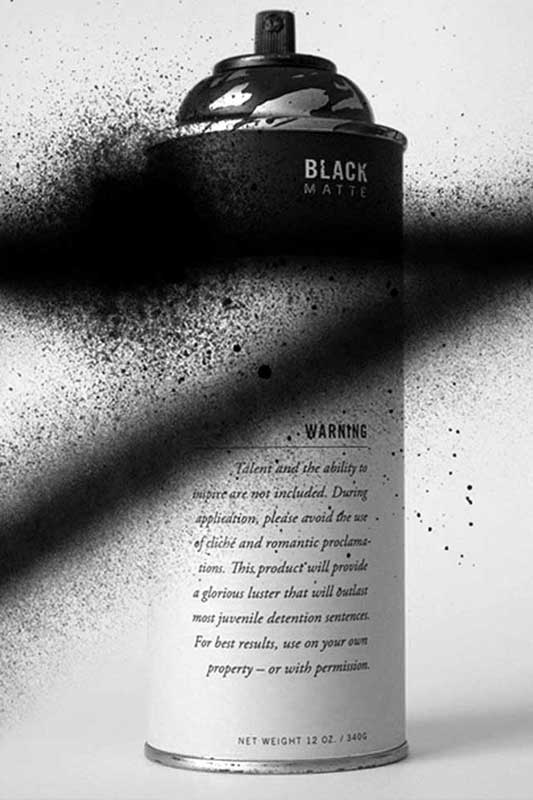 BLACK
MATTE
WARNING
Talent and the ability to
inspire are not included. During
application, please avoid the use
of cliché and romantic proclama-
tions. This product will provide
a glorious luster that will outlast
most juvenile detention sentences.
For best results, use on your own
property – or with permission.
NET WEIGHT 12 OZ. / 340G